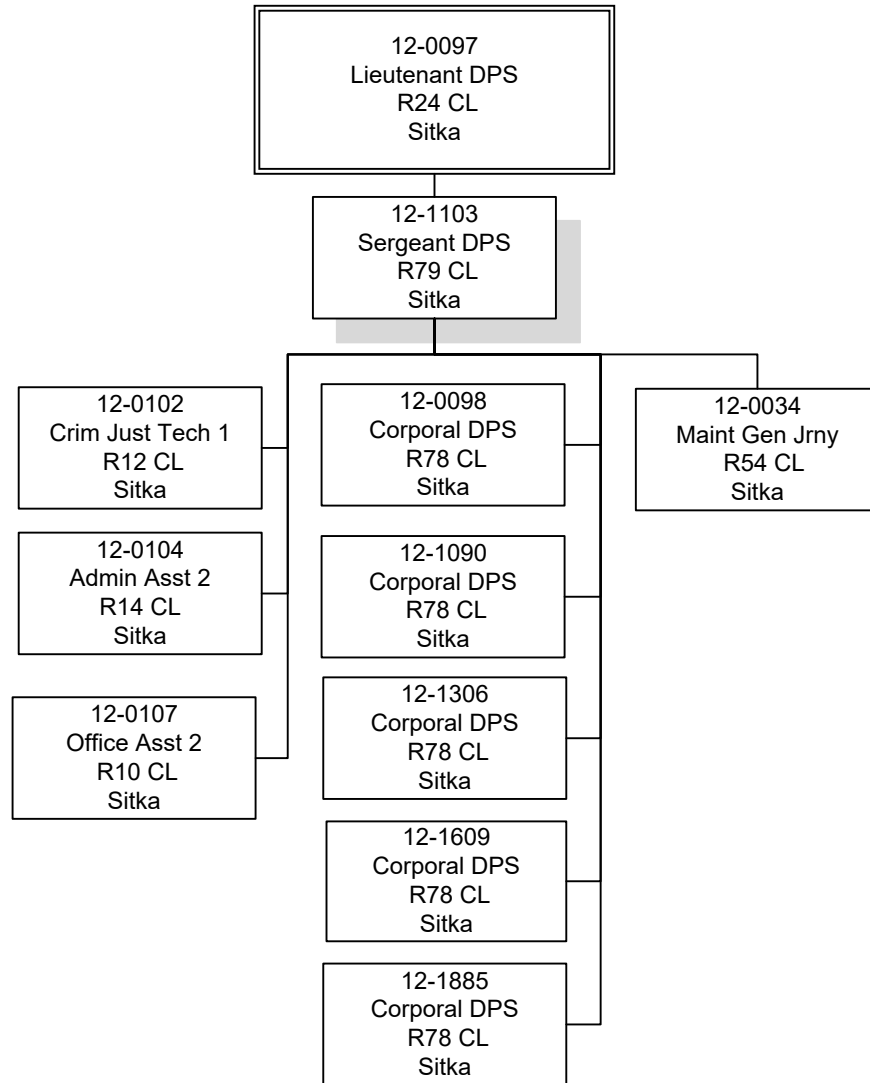 12-0097
Lieutenant DPS
R24 CL
Sitka
12-1103
Sergeant DPS
R79 CL
Sitka
12-0102
Crim Just Tech 1
R12 CL
Sitka
12-0104
Admin Asst 2
R14 CL
Sitka
12-0107
Office Asst 2
R10 CL
Sitka
12-0098
Corporal DPS
R78 CL
Sitka
12-1090
Corporal DPS
R78 CL
Sitka
12-1306
Corporal DPS
R78 CL
Sitka
12-1609
Corporal DPS
R78 CL
Sitka
12-1885
Corporal DPS
R78 CL
Sitka
12-0034
Maint Gen Jrny
R54 CL
Sitka